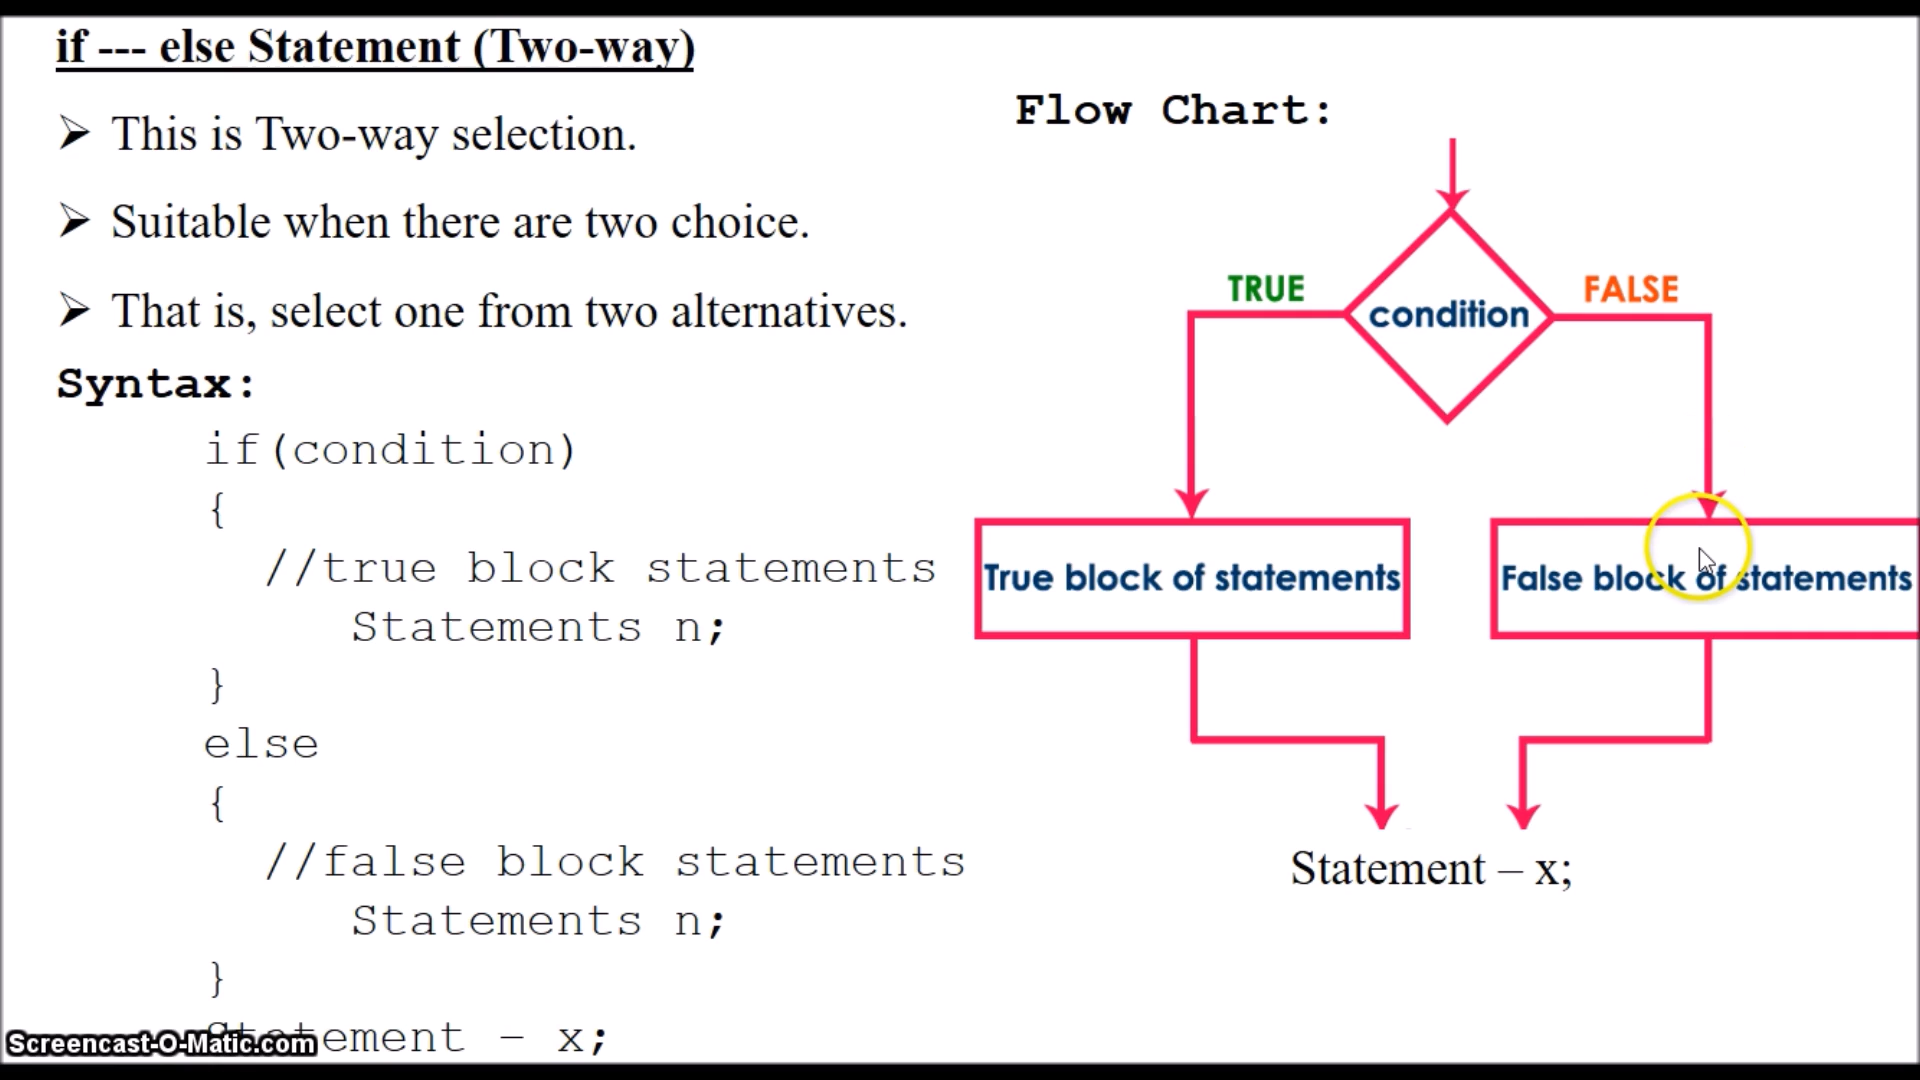 if --- else Statement (Two-way)
➢ This is Two-way selection.
➢ Suitable when there are two choice.
➢ That is, select one from two alternatives.
Syntax:
if(condition)
{
//true block statements
Statements n;
}
else
{
//false block statements
Statements n;
}
Statement – x;
Flow Chart:
TRUE
FALSE
condition
True block of statements
False block of statements
Statement – x;
Screencast-O-Matic.com